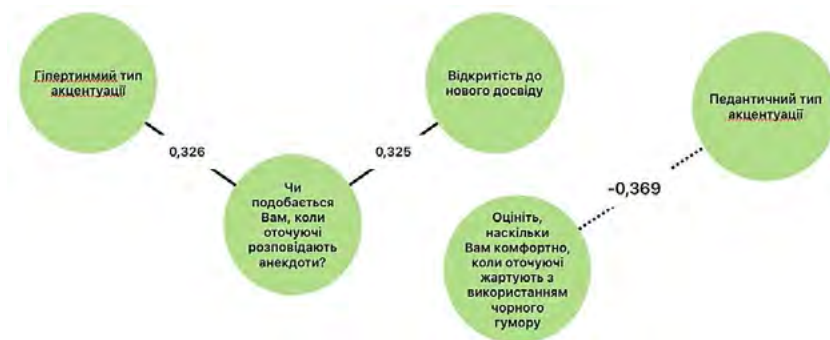 Гіпертинмий тип
акцентуації
Відкритість до
нового досвіду
Педантичний тип
акцентуації
0,326
0,325
-0,369
Чи
подобається
Вам, коли
оточуючі
розповідають
анекдоти?
Оцініть,
наскільки
Вам комфортно,
коли оточуючі
жартують з
використанням
чорного
гумору